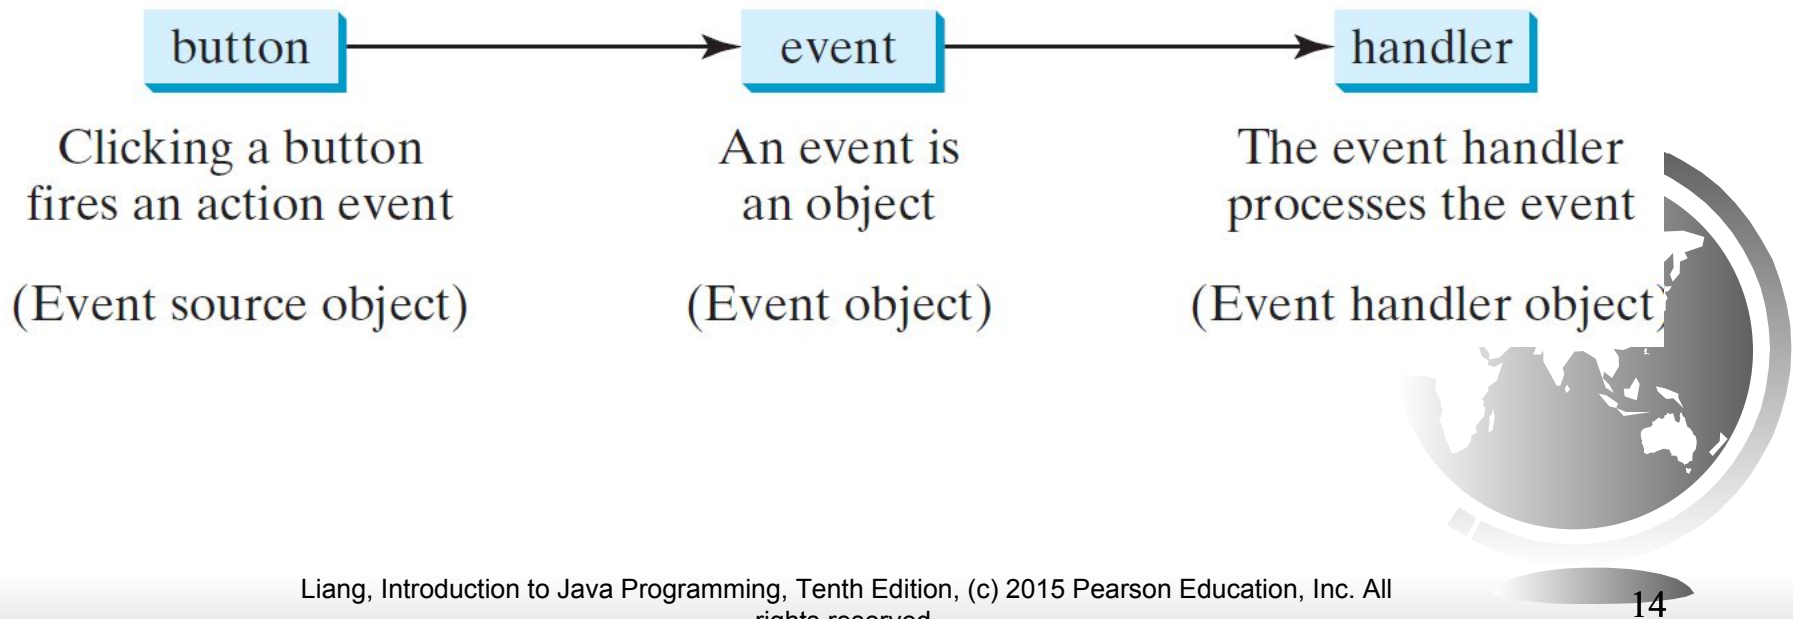 button
event
handler
Clicking a button
fires an action event
(Event source object)
An event is
an object
(Event object)
The event handler
processes the event
(Event handler object)
Liang, Introduction to Java Programming, Tenth Edition, (c) 2015 Pearson Education, Inc. All
rights reserved
14